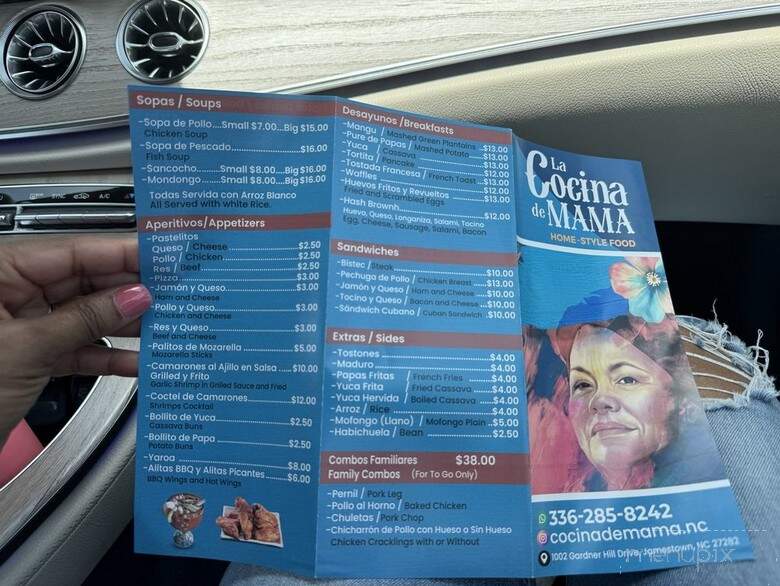 Sopas / Soups
-Sopa de Pollo....Small $7.00...Big $15.00
Chicken Soup
-Sopa de Pescado............$16.00
Fish Soup
-Sancocho.......Small $8.00...Big $16.00
-Mondongo......Small $8.00...Big $16.00
Todas Servida con Arroz Blanco
All Served with white Rice.
Aperitivos/Appetizers
-Pastelitos
Queso / Cheese $2.50
Pollo / Chicken $2.50
Res / Beef $2.50
-Pizza $3.00
-Jamón y Queso $3.00
Ham and Cheese
-Pollo y Queso $3.00
Chicken and Cheese
-Res y Queso $3.00
Beef and Cheese
-Palitos de Mozarella $5.00
Mozarella Sticks
-Camarones al Ajillo en Salsa ....$10.00
Grilled y Frito
Garlic Shrimp in Grilled Sauce and Fried
-Coctel de Camarones $12.00
Shrimps Cocktail
-Bollito de Yuca $2.50
Cassava Buns
-Bollito de Papa $2.50
Potato Buns
-Yaroa $8.00
-Alitas BBQ y Alitas Picantes $6.00
BBQ Wings and Hot Wings
Desayunos /Breakfasts
-Mangu / Mashed Green Plantains ...$13.00
-Pure de Papas / Mashed Potato ....$13.00
-Yuca / Cassava $13.00
-Tortita / Pancake $12.00
-Tostada Francesa / French Toast $13.00
-Waffles $12.00
-Huevos Fritos y Revueltos $13.00
Fried and Scrambled Eggs
-Hash Brownh $12.00
Huevo, Queso, Longaniza, Salami, Tocino
Egg, Cheese, Sausage, Salami, Bacon
Sandwiches
-Bistec /Steak $10.00
-Pechuga de Pollo / Chicken Breast $13.00
-Jamón y Queso / Ham and Cheese $10.00
-Tocino y Queso / Bacon and Cheese $10.00
-Sándwich Cubano / Cuban Sandwich $10.00
Extras / Sides
-Tostones $4.00
-Maduro $4.00
-Papas Fritas / French Fries $4.00
-Yuca Frita / Fried Cassava $4.00
-Yuca Hervida / Boiled Cassava $4.00
-Arroz / Rice $4.00
-Mofongo (Llano) / Mofongo Plain $5.00
-Habichuela / Bean $2.50
Combos Familiares $38.00
Family Combos (For To Go Only)
-Pernil / Pork Leg
-Pollo al Horno / Baked Chicken
-Chuletas / Pork Chop
-Chicharrón de Pollo con Hueso o Sin Hueso
Chicken Cracklings with or Without
La
Cocina
de MAMA
HOME-STYLE FOOD
336-285-8242
cocinademama.nc
1002 Gardner Hill Drive, Jamestown, NC 27282
menupix